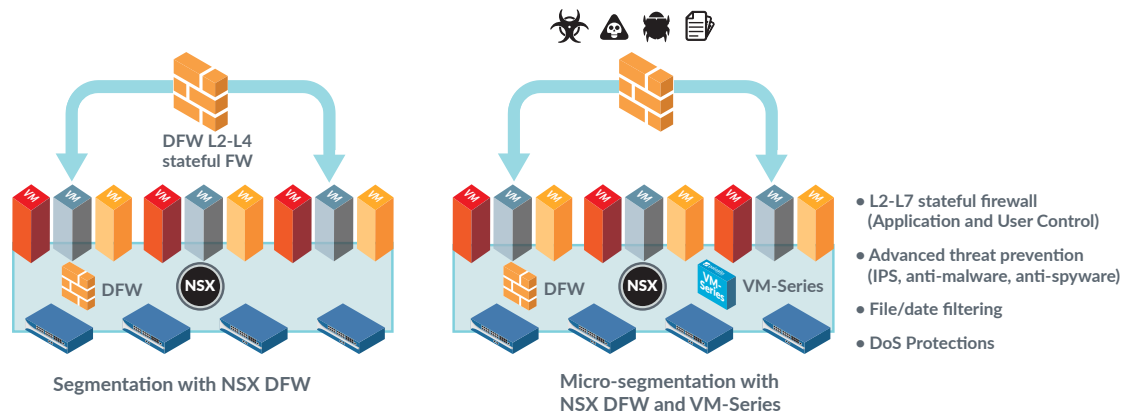 DFW L2-L4
stateful FW
VM VM VM VM VM VM VM VM VM
DFW
NSX
Segmentation with NSX DFW
VM VM VM VM VM VM VM VM VM
DFW
NSX
VM-
Series
VM-Series
Micro-segmentation with
NSX DFW and VM-Series
• L2-L7 stateful firewall
(Application and User Control)
• Advanced threat prevention
(IPS, anti-malware, anti-spyware)
• File/date filtering
• DoS Protections